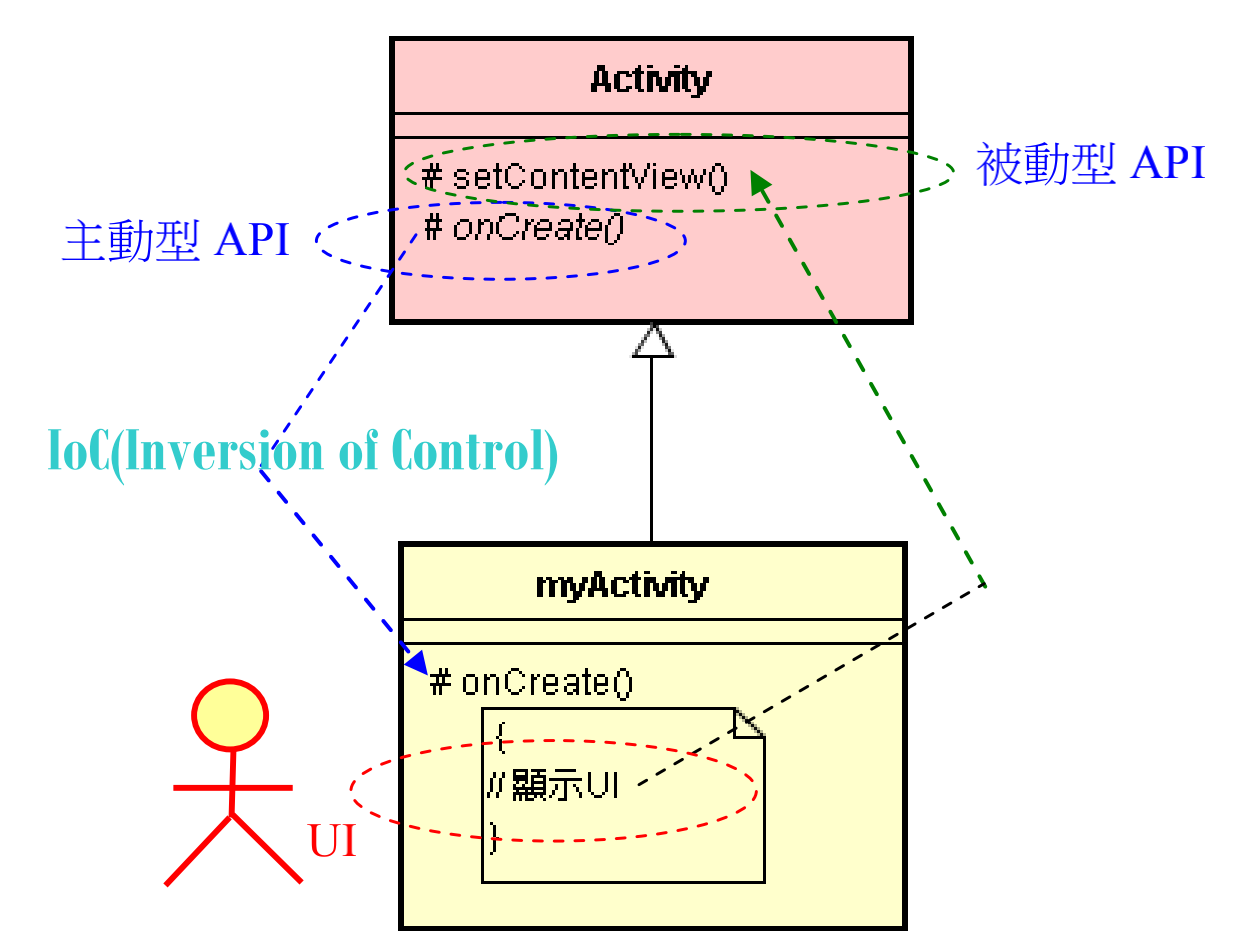 Activity
# setContentView()
被動型 API
主動型 API
# onCreate()
IoC(Inversion of Control)
myActivity
# onCreate()
{
// 顯示UI
}
UI